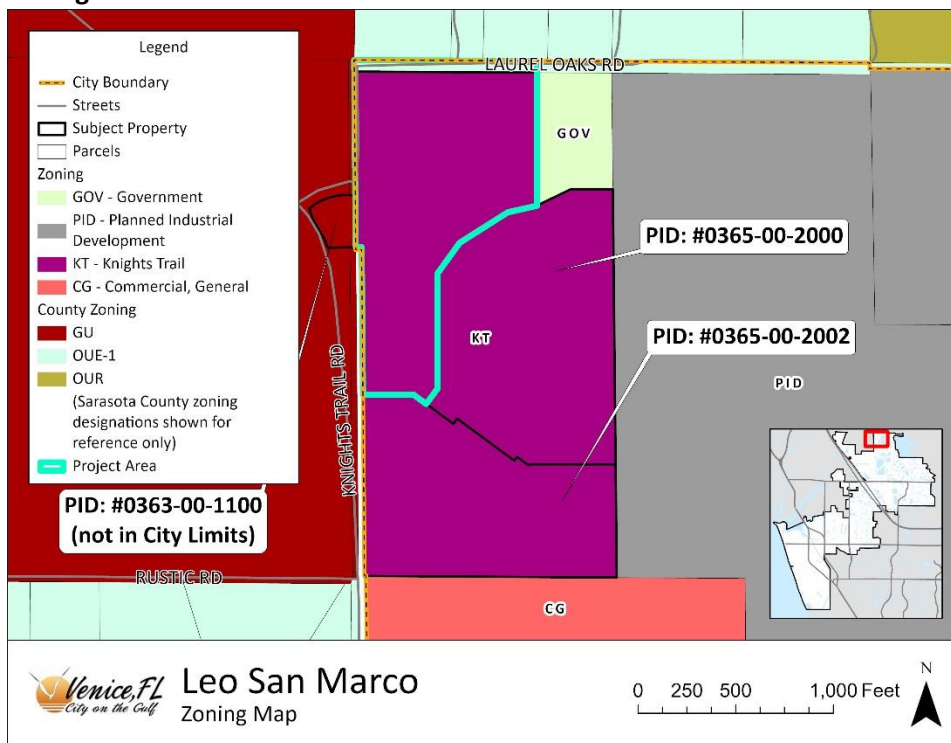 Legend
City Boundary
Streets
Subject Property
Parcels
Zoning
GOV - Government
PID - Planned Industrial
Development
KT - Knights Trail
CG - Commercial, General
County Zoning
GU
OUE-1
OUR
(Sarasota County zoning
designations shown for
reference only)
Project Area
LAUREL OAKS RD
GOV
PID: #0365-00-2000
KT
PID: #0365-00-2002
PID
KNIGHTS TRAIL RD
PID: #0363-00-1100
(not in City Limits)
RUSTIC RD
CG
Venice, FL
City on the Gulf
Leo San Marco
Zoning Map
0 250 500 1,000 Feet
N